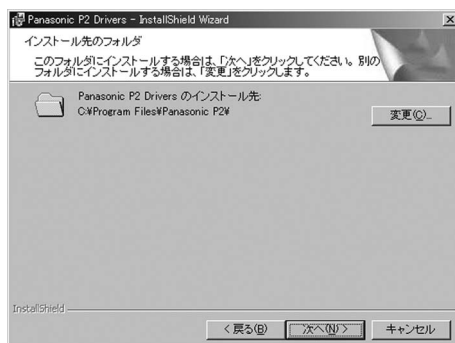 Panasonic P2 Drivers - InstallShield Wizard
インストール先のフォルダ
このフォルダにインストールする場合は、「次へ」をクリックしてください。別の
フォルダにインストールする場合は、「変更」をクリックします。
Panasonic P2 Drivers のインストール先:
C:¥Program Files¥Panasonic P2¥
変更(C)...
InstallShield
< 戻る(B)
次へ(N) >
キャンセル